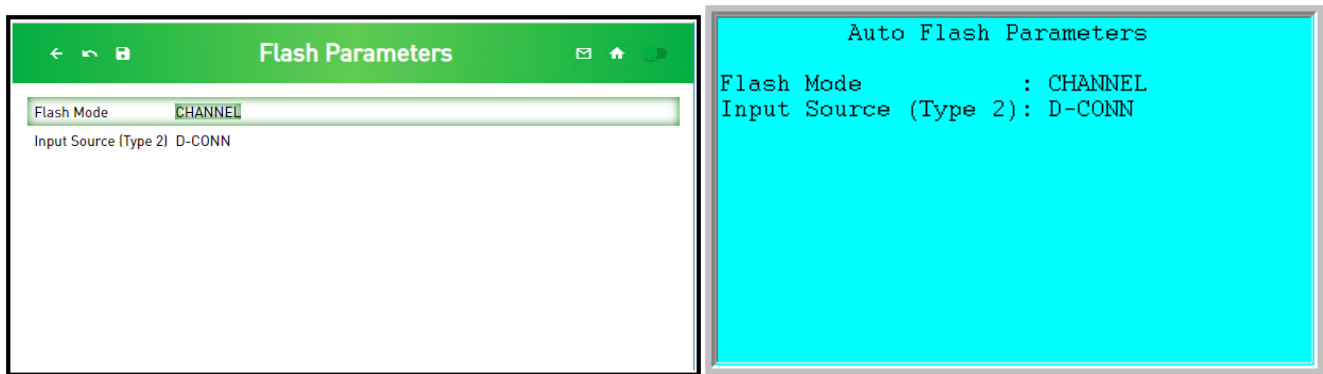 Flash Parameters
Flash Mode CHANNEL
Input Source (Type 2) D-CONN
Auto Flash Parameters
Flash Mode : CHANNEL
Input Source (Type 2): D-CONN